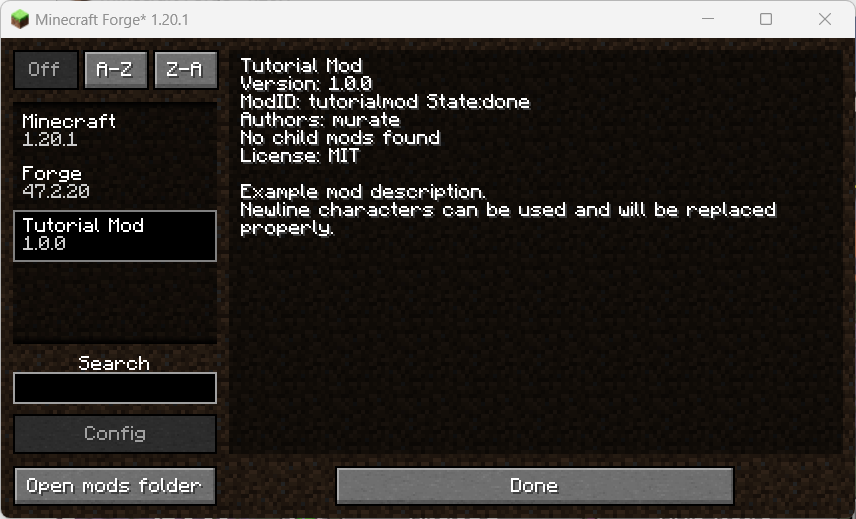 Minecraft Forge* 1.20.1
Off
A-Z
Z-A
Minecraft
1.20.1
Forge
47.2.20
Tutorial Mod
1.0.0
Search
Config
Open mods folder
Tutorial Mod
Version: 1.0.0
ModID: tutorialmod State:done
Authors: murate
No child mods found
License: MIT
Example mod description.
Newline characters can be used and will be replaced
properly.
Done